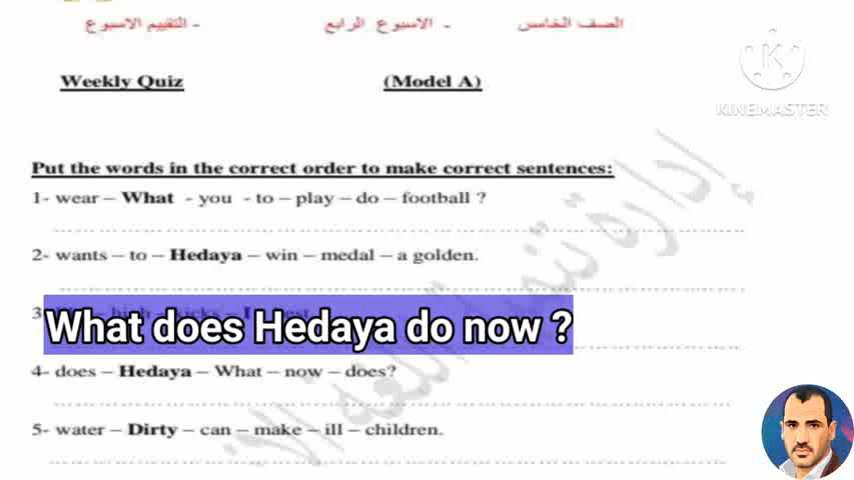 الصف الخامس - الاسبوع الرابع - التقييم الاسبوع
KINEMASTER
Weekly Quiz (Model A)
Put the words in the correct order to make correct sentences:
1- wear – What - you - to – play – do – football ?
2- wants – to – Hedaya – win – medal – a golden.
What does Hedaya do now ?
4- does – Hedaya – What – now – does?
5- water – Dirty – can – make – ill – children.